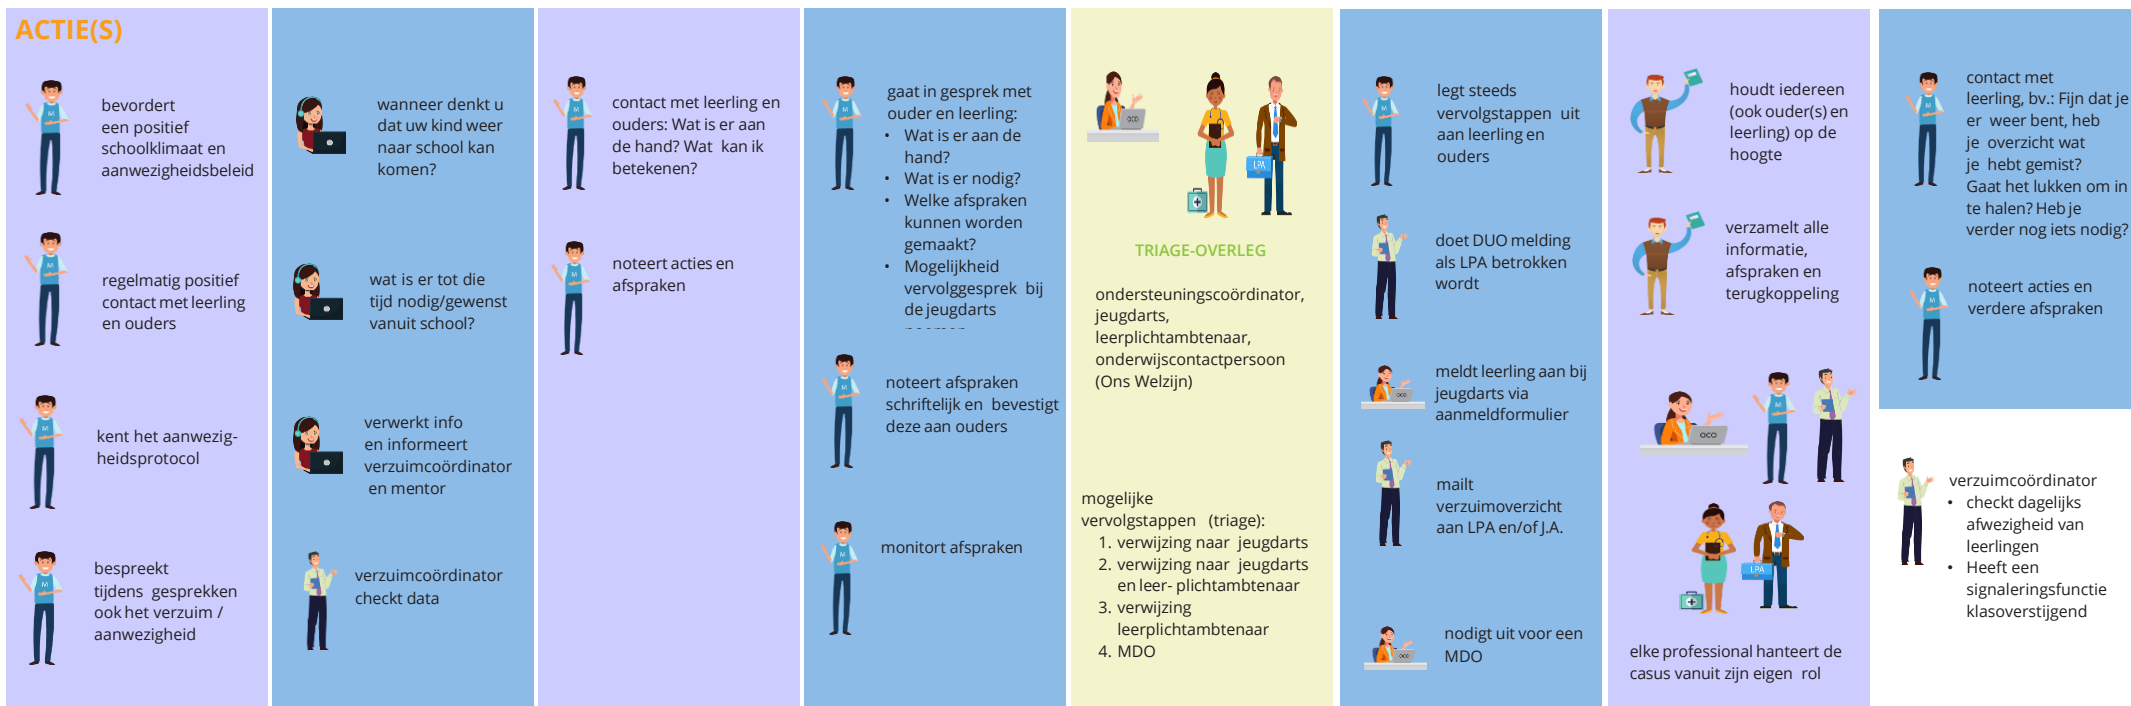 ACTIE(S)
bevordert
een positief
schoolklimaat en
aanwezigheidsbeleid
regelmatig positief
contact met leerling
en ouders
kent het aanwezig-
heidsprotocol
bespreekt
tijdens gesprekken
ook het verzuim /
aanwezigheid
wanneer denkt u
dat uw kind weer
naar school kan
komen?
wat is er tot die
tijd nodig/gewenst
vanuit school?
verwerkt info
en informeert
verzuimcoördinator
en mentor
verzuimcoördinator
checkt data
contact met leerling en
ouders: Wat is er aan
de hand? Wat kan ik
betekenen?
noteert acties en
afspraken
gaat in gesprek met
ouder en leerling:
• Wat is er aan de
hand?
• Wat is er nodig?
• Welke afspraken
kunnen worden
gemaakt?
• Mogelijkheid
vervolggesprek bij
de jeugdarts
noteert afspraken
schriftelijk en bevestigt
deze aan ouders
monitort afspraken
LPA
TRIAGE-OVERLEG
ondersteuningscoördinator,
jeugdarts,
leerplichtambtenaar,
onderwijscontactpersoon
(Ons Welzijn)
mogelijke
vervolgstappen (triage):
1. verwijzing naar jeugdarts
2. verwijzing naar jeugdarts
en leer- plichtambtenaar
3. verwijzing
leerplichtambtenaar
4. MDO
legt steeds
vervolgstappen uit
aan leerling en
ouders
doet DUO melding
als LPA betrokken
wordt
meldt leerling aan bij
jeugdarts via
aanmeldformulier
mailt
verzuimoverzicht
aan LPA en/of J.A.
nodigt uit voor een
MDO
houdt iedereen
(ook ouder(s) en
leerling) op de
hoogte
verzamelt alle
informatie,
afspraken en
terugkoppeling
OCO
LPA
elke professional hanteert de
casus vanuit zijn eigen rol
contact met
leerling, bv.: Fijn dat je
er weer bent, heb
je overzicht wat
je hebt gemist?
Gaat het lukken om in
te halen? Heb je
verder nog iets nodig?
noteert acties en
verdere afspraken
verzuimcoördinator
• checkt dagelijks
afwezigheid van
leerlingen
• Heeft een
signaleringsfunctie
klasoverstijgend